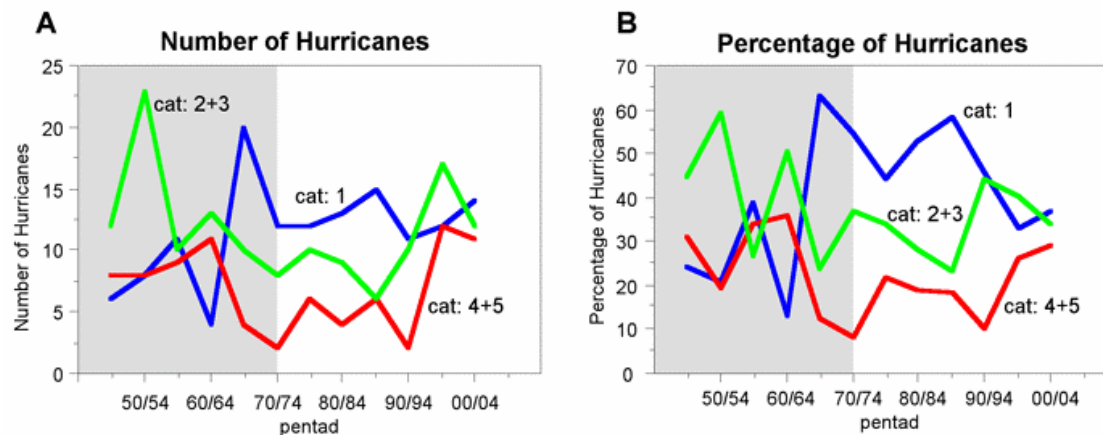 A
Number of Hurricanes
25
20
15
10
5
0
Number of Hurricanes
cat: 2+3
cat: 1
cat: 4+5
50/54 60/64 70/74 80/84 90/94 00/04
pentad
B
Percentage of Hurricanes
70
60
50
40
30
20
10
0
Percentage of Hurricanes
cat: 1
cat: 2+3
cat: 4+5
50/54 60/64 70/74 80/84 90/94 00/04
pentad